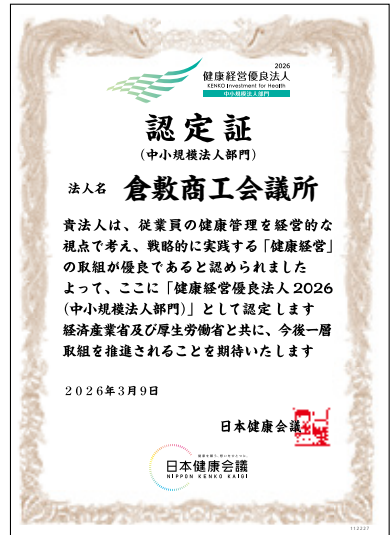 2026
健康経営優良法人
KENKO Investment for Health
中小規模法人部門
認定証
(中小規模法人部門)
法人名 倉敷商工会議所
貴法人は、従業員の健康管理を経営的な
視点で考え、戦略的に実践する「健康経営」
の取組が優良であると認められました
よって、ここに「健康経営優良法人2026
(中小規模法人部門)」として認定します
経済産業省及び厚生労働省と共に、今後一層
取組を推進されることを期待いたします
2026年3月9日
日本健康会議
日本健康会議
NIPPON KENKO KAIGI
112227